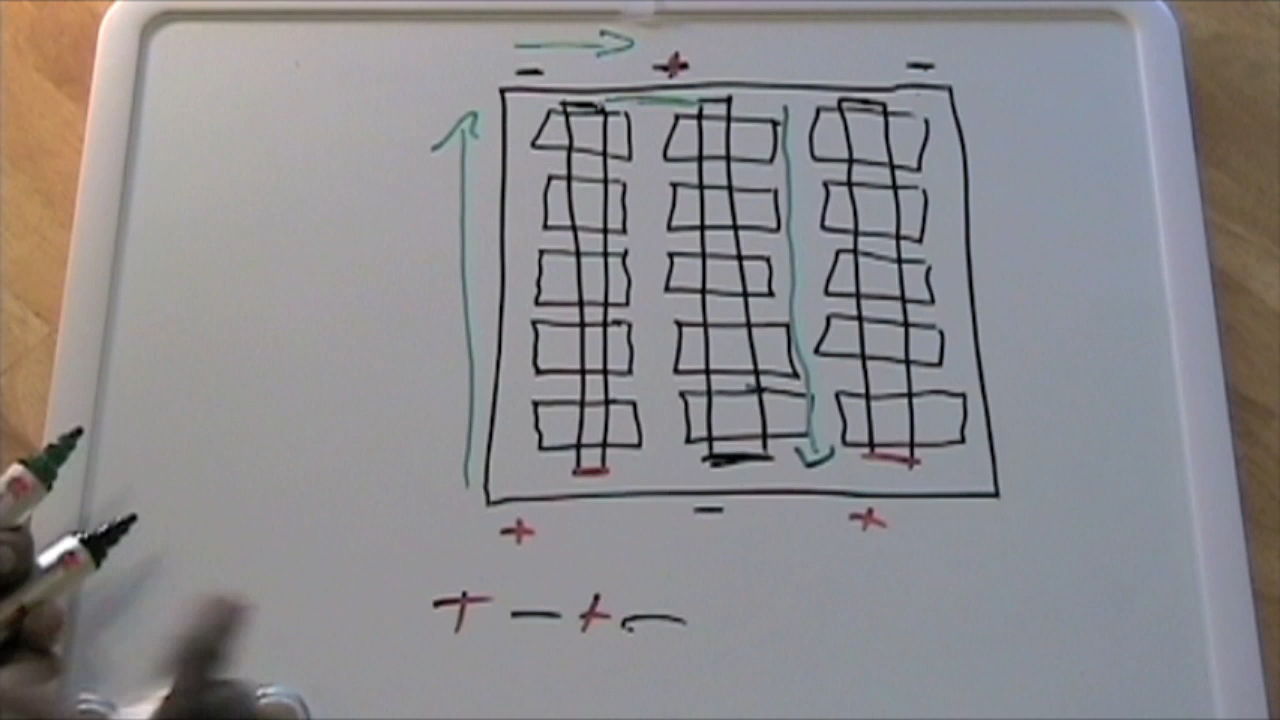 - + -
+ - +
+ - + -